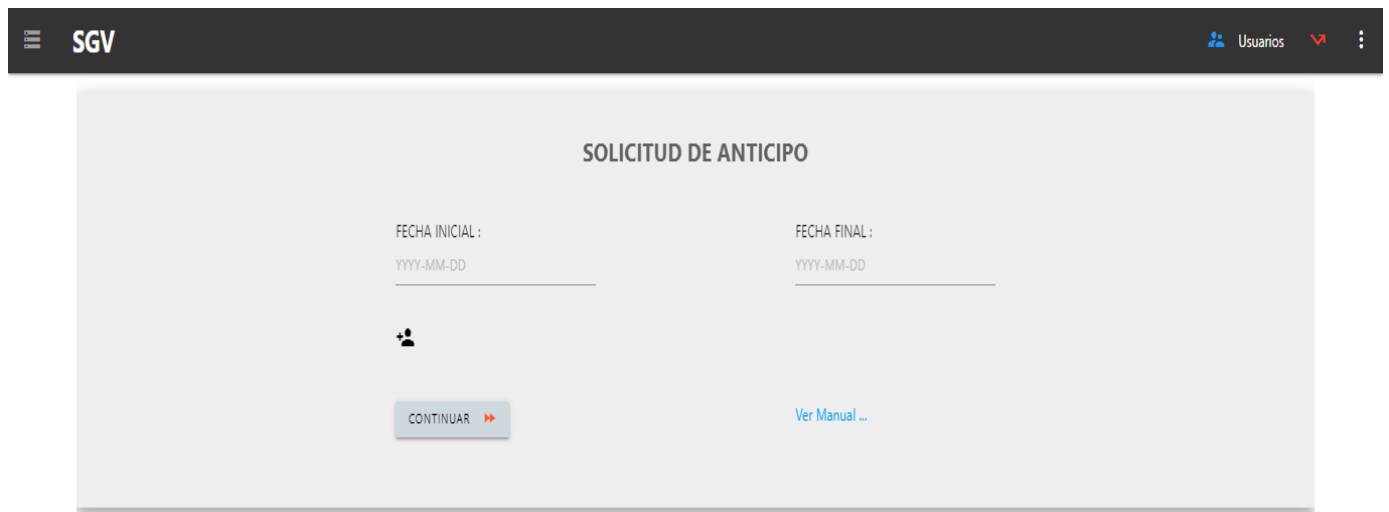 SGV
Usuarios
SOLICITUD DE ANTICIPO
FECHA INICIAL :
FECHA FINAL :
YYYY-MM-DD
YYYY-MM-DD
CONTINUAR
Ver Manual ...